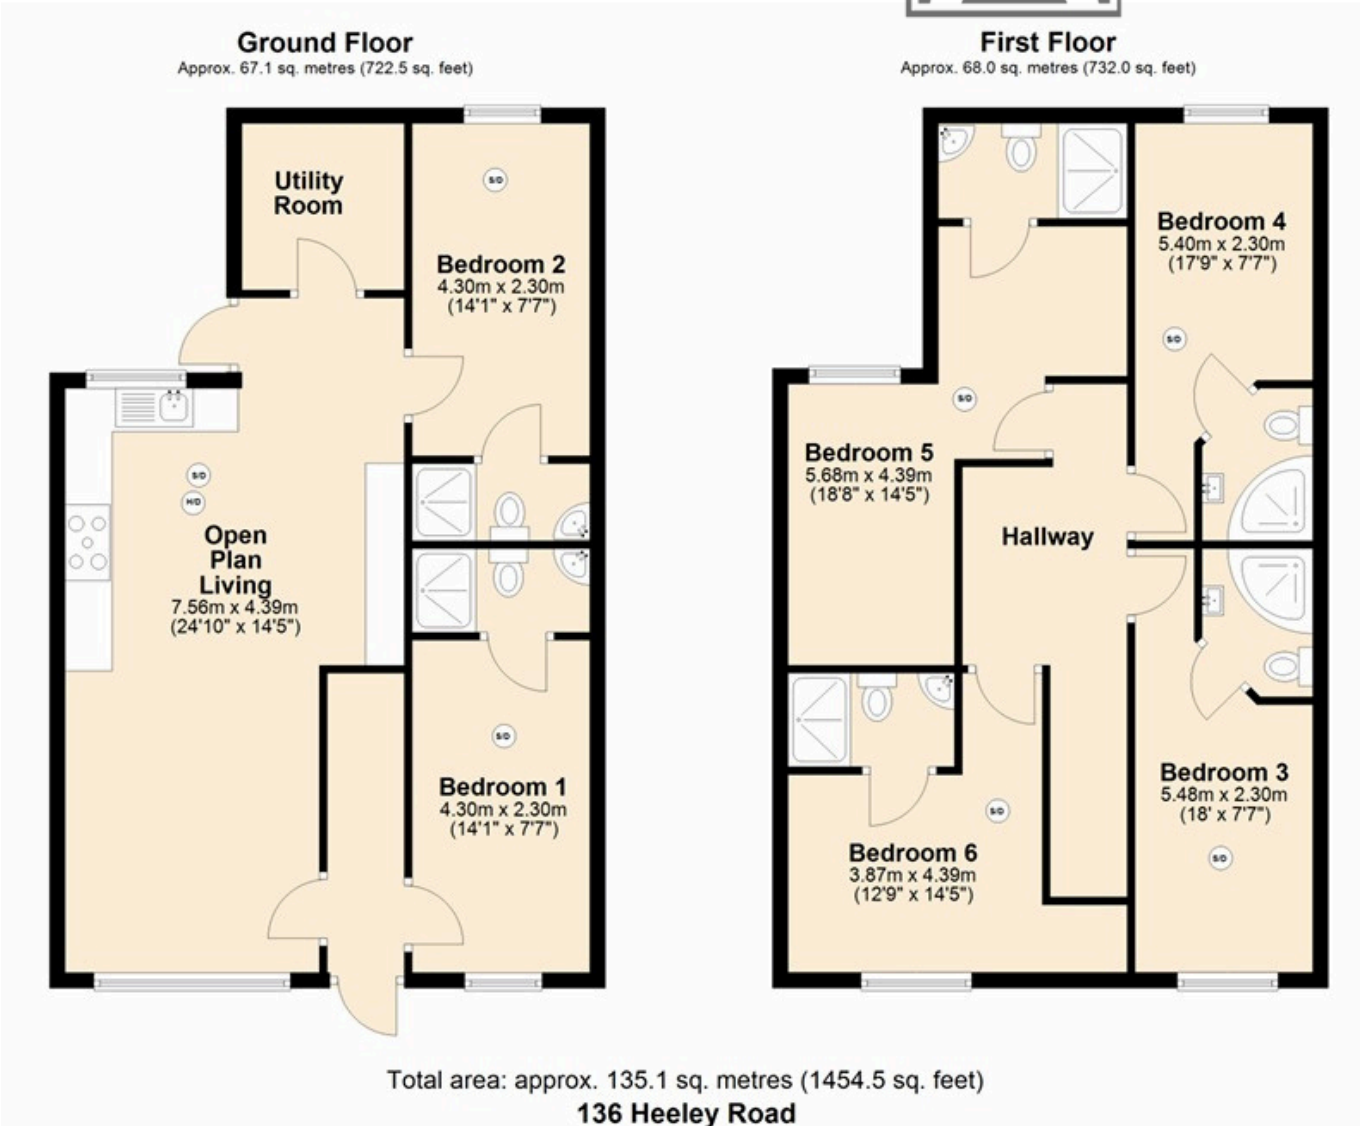 Ground Floor
Approx. 67.1 sq. metres (722.5 sq. feet)
Utility
Room
S/D
Bedroom 2
4.30m x 2.30m
(14'1" x 7'7")
S/D
H/D
Open
Plan
Living
7.56m x 4.39m
(24'10" x 14'5")
S/D
Bedroom 1
4.30m x 2.30m
(14'1" x 7'7")
First Floor
Approx. 68.0 sq. metres (732.0 sq. feet)
Bedroom 4
5.40m x 2.30m
(17'9" x 7'7")
S/D
S/D
Bedroom 5
5.68m x 4.39m
(18'8" x 14'5")
Hallway
Bedroom 3
5.48m x 2.30m
(18' x 7'7")
S/D
S/D
Bedroom 6
3.87m x 4.39m
(12'9" x 14'5")
Total area: approx. 135.1 sq. metres (1454.5 sq. feet)
136 Heeley Road